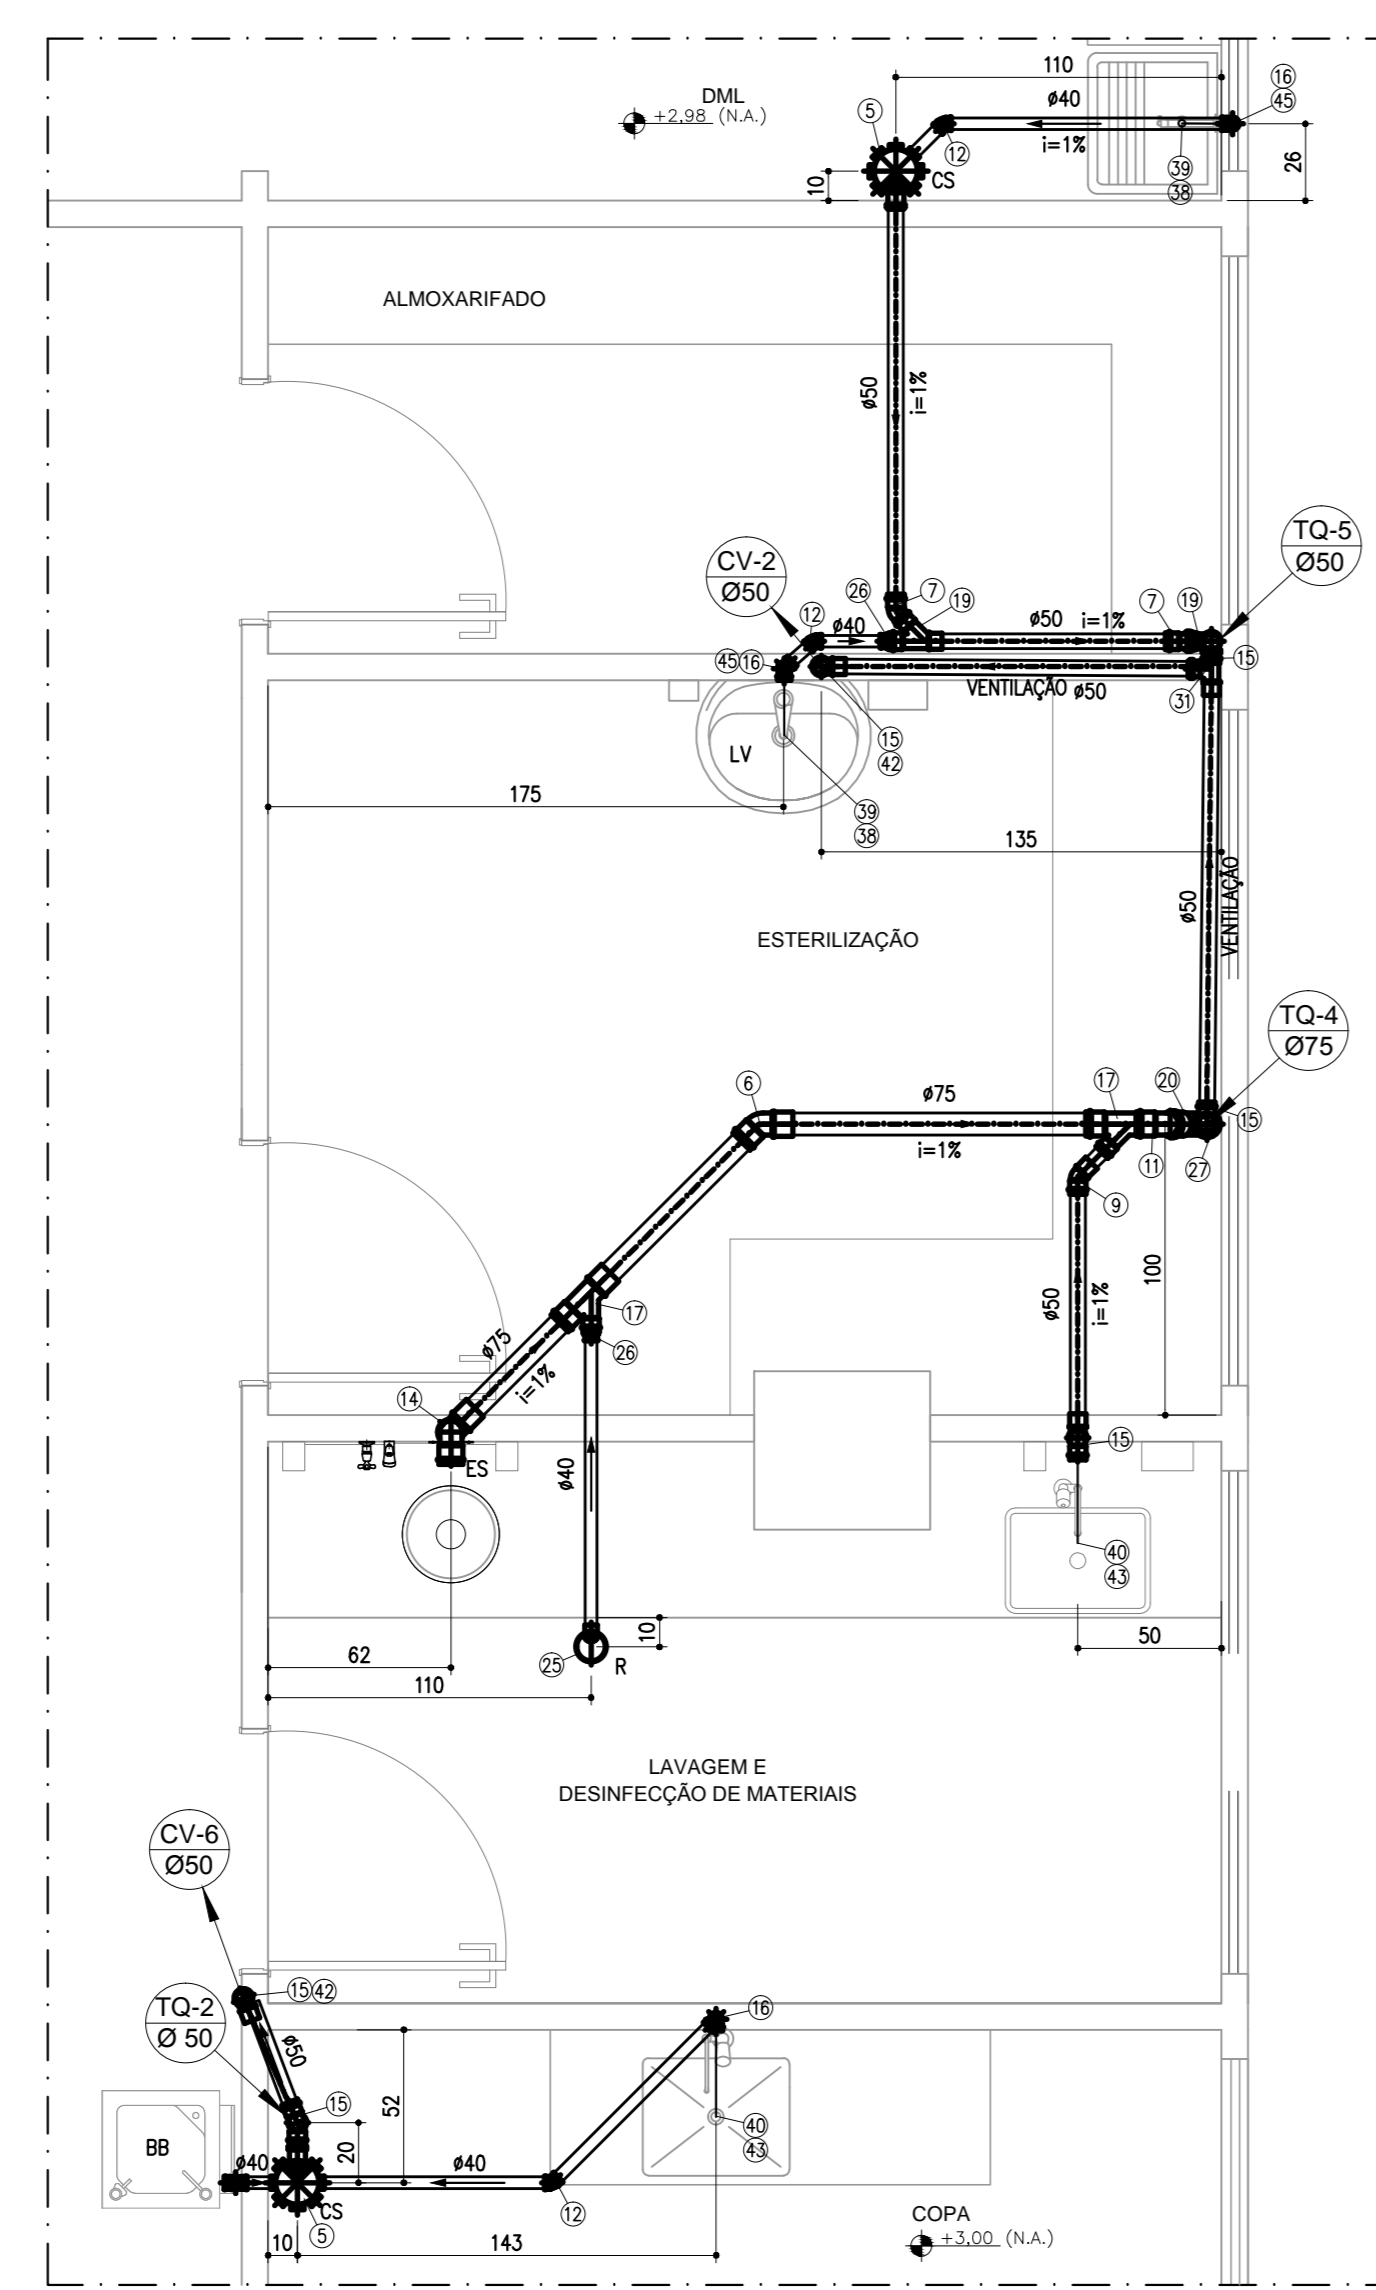 110
DML
+2,98 (N.A.)
ø40
i=1%
5
12
16
45
39
38
26
10
CS
ALMOXARIFADO
ø50
i=1%
TQ-5
Ø50
CV-2
Ø50
12
ø40
26
7
19
ø50 i=1%
7
19
15
45
16
VENTILAÇÃO ø50
31
LV
15
42
175
39
38
135
ø50
VENTILAÇÃO
ESTERILIZAÇÃO
TQ-4
Ø75
6
ø75
i=1%
17
20
15
11
27
9
100
ø50
i=1%
17
26
ø75
i=1%
14
ES
15
ø40
40
43
10
50
62
25
R
110
LAVAGEM E
DESINFECÇÃO DE MATERIAIS
CV-6
Ø50
15
42
TQ-2
Ø 50
ø50
16
15
52
20
40
43
BB
ø40
ø40
CS
5
12
10
143
COPA
+3,00 (N.A.)